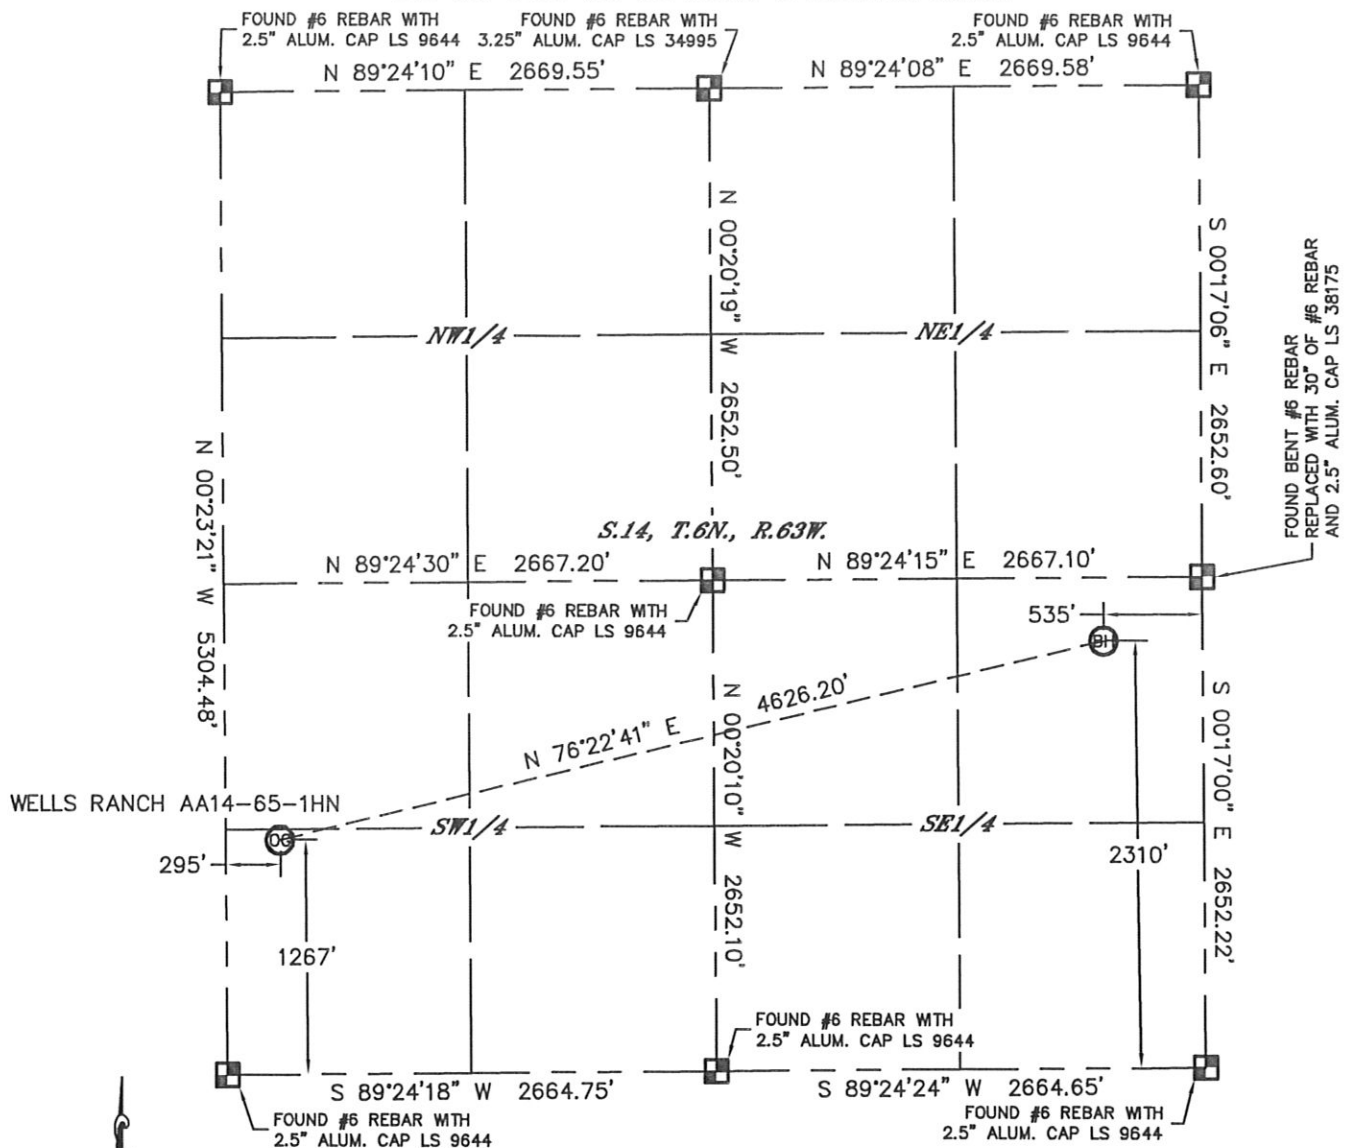 FOUND #6 REBAR WITH
2.5" ALUM. CAP LS 9644
FOUND #6 REBAR WITH
3.25" ALUM. CAP LS 34995
FOUND #6 REBAR WITH
2.5" ALUM. CAP LS 9644
N 89°24'10" E 2669.55'
N 89°24'08" E 2669.58'
N 00°20'19" W 2652.50'
S 00°17'06" E 2652.60'
FOUND BENT #6 REBAR
REPLACED WITH 30" OF #6 REBAR
AND 2.5" ALUM. CAP LS 38175
NW1/4
NE1/4
N 00°23'21" W 5304.48'
S.14, T.6N., R.63W.
N 89°24'30" E 2667.20'
N 89°24'15" E 2667.10'
FOUND #6 REBAR WITH
2.5" ALUM. CAP LS 9644
535'
BH
N 76°22'41" E 4626.20'
N 00°20'10" W 2652.10'
S 00°17'00" E 2652.22'
WELLS RANCH AA14-65-1HN
OG
SW1/4
SE1/4
295'
2310'
1267'
FOUND #6 REBAR WITH
2.5" ALUM. CAP LS 9644
S 89°24'18" W 2664.75'
S 89°24'24" W 2664.65'
FOUND #6 REBAR WITH
2.5" ALUM. CAP LS 9644
FOUND #6 REBAR WITH
2.5" ALUM. CAP LS 9644